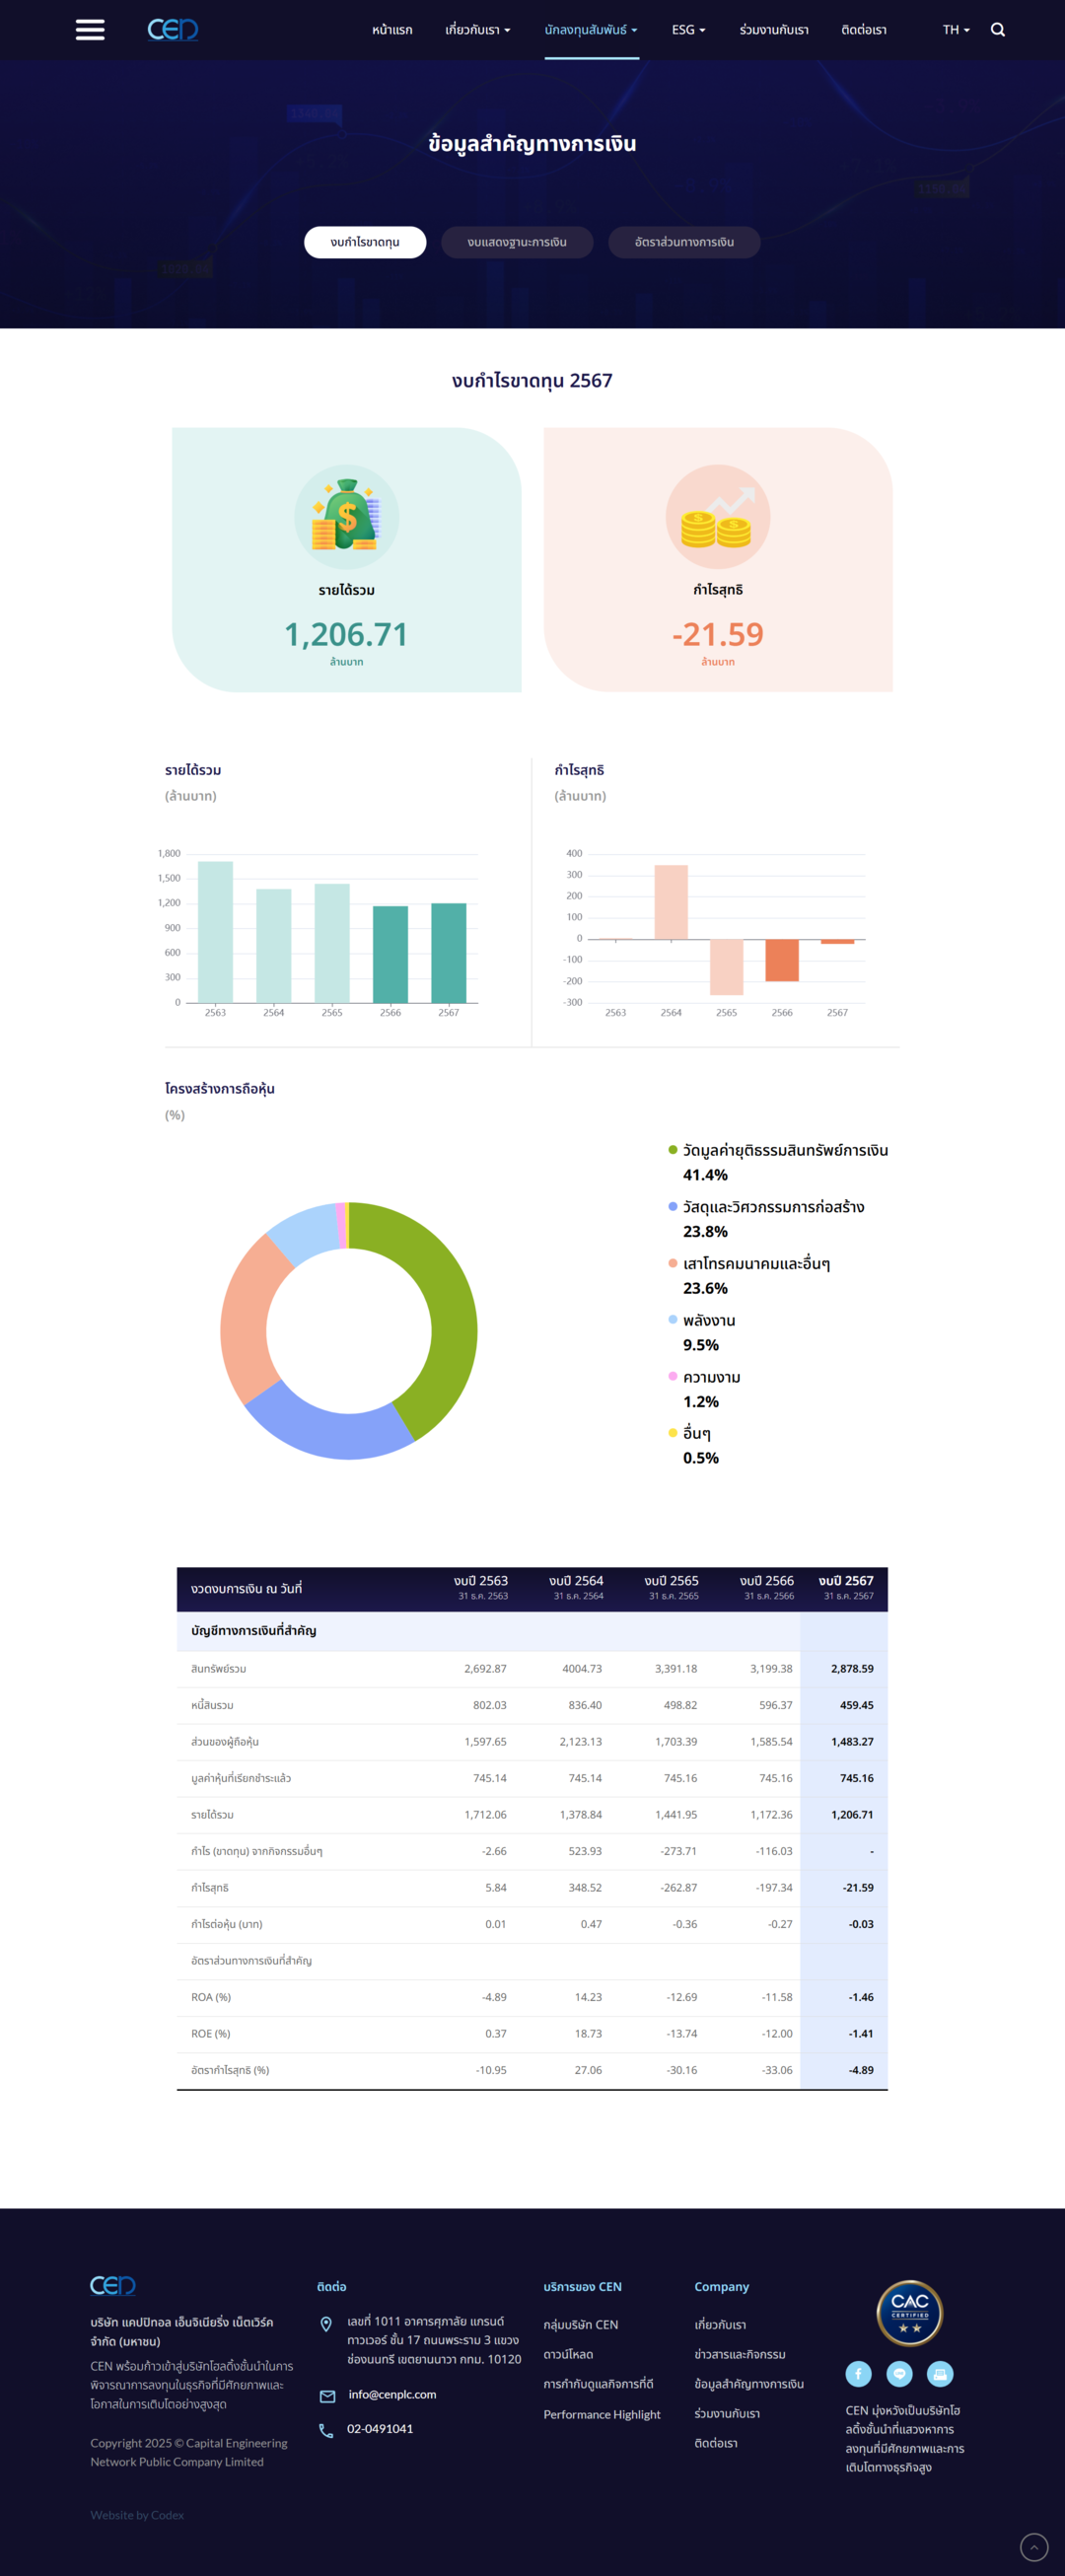 CEN
หน้าแรก เกี่ยวกับเรา นักลงทุนสัมพันธ์ ESG ร่วมงานกับเรา ติดต่อเรา TH
ข้อมูลสำคัญทางการเงิน
งบกำไรขาดทุน งบแสดงฐานะการเงิน อัตราส่วนทางการเงิน
งบกำไรขาดทุน 2567
รายได้รวม
1,206.71
ล้านบาท
กำไรสุทธิ
-21.59
ล้านบาท
รายได้รวม
(ล้านบาท)
1,800
1,500
1,200
900
600
300
0
2563 2564 2565 2566 2567
กำไรสุทธิ
(ล้านบาท)
400
300
200
100
0
-100
-200
-300
2563 2564 2565 2566 2567
โครงสร้างการถือหุ้น
(%)
วัดมูลค่ายุติธรรมสินทรัพย์การเงิน
41.4%
วัสดุและวิศวกรรมการก่อสร้าง
23.8%
เสาโทรคมนาคมและอื่นๆ
23.6%
พลังงาน
9.5%
ความงาม
1.2%
อื่นๆ
0.5%
งวดงบการเงิน ณ วันที่ งบปี 2563 งบปี 2564 งบปี 2565 งบปี 2566 งบปี 2567
31 ธ.ค. 2563 31 ธ.ค. 2564 31 ธ.ค. 2565 31 ธ.ค. 2566 31 ธ.ค. 2567
บัญชีทางการเงินที่สำคัญ
สินทรัพย์รวม 2,692.87 4004.73 3,391.18 3,199.38 2,878.59
หนี้สินรวม 802.03 836.40 498.82 596.37 459.45
ส่วนของผู้ถือหุ้น 1,597.65 2,123.13 1,703.39 1,585.54 1,483.27
มูลค่าหุ้นที่เรียกชำระแล้ว 745.14 745.14 745.16 745.16 745.16
รายได้รวม 1,712.06 1,378.84 1,441.95 1,172.36 1,206.71
กำไร (ขาดทุน) จากกิจกรรมอื่นๆ -2.66 523.93 -273.71 -116.03 -
กำไรสุทธิ 5.84 348.52 -262.87 -197.34 -21.59
กำไรต่อหุ้น (บาท) 0.01 0.47 -0.36 -0.27 -0.03
อัตราส่วนทางการเงินที่สำคัญ
ROA (%) -4.89 14.23 -12.69 -11.58 -1.46
ROE (%) 0.37 18.73 -13.74 -12.00 -1.41
อัตรากำไรสุทธิ (%) -10.95 27.06 -30.16 -33.06 -4.89
CEN
บริษัท แคปปิทอล เอ็นจิเนียริ่ง เน็ตเวิร์ค
จำกัด (มหาชน)
CEN พร้อมก้าวเข้าสู่บริษัทโฮลดิ้งชั้นนำในการ
พิจารณาการลงทุนในธุรกิจที่มีศักยภาพและ
โอกาสในการเติบโตอย่างสูงสุด
Copyright 2025 © Capital Engineering
Network Public Company Limited
Website by Codex
ติดต่อ
เลขที่ 1011 อาคารศุภาลัย แกรนด์
ทาวเวอร์ ชั้น 17 ถนนพระราม 3 แขวง
ช่องนนทรี เขตยานนาวา กทม. 10120
info@cenplc.com
02-0491041
บริการของ CEN
กลุ่มบริษัท CEN
ดาวน์โหลด
การกำกับดูแลกิจการที่ดี
Performance Highlight
Company
เกี่ยวกับเรา
ข่าวสารและกิจกรรม
ข้อมูลสำคัญทางการเงิน
ร่วมงานกับเรา
ติดต่อเรา
CAC
CERTIFIED
CEN มุ่งหวังเป็นบริษัทโฮ
ลดิ้งชั้นนำที่แสวงหาการ
ลงทุนที่มีศักยภาพและการ
เติบโตทางธุรกิจสูง